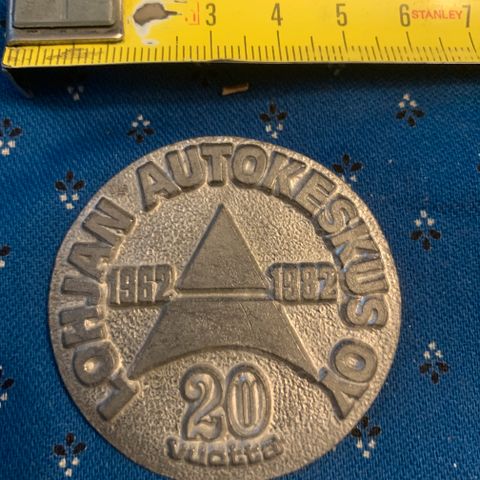 3 4 5 6 STANLEY 7
LOHJAN AUTOKESKUS OY
1962 1982
20
vuotta